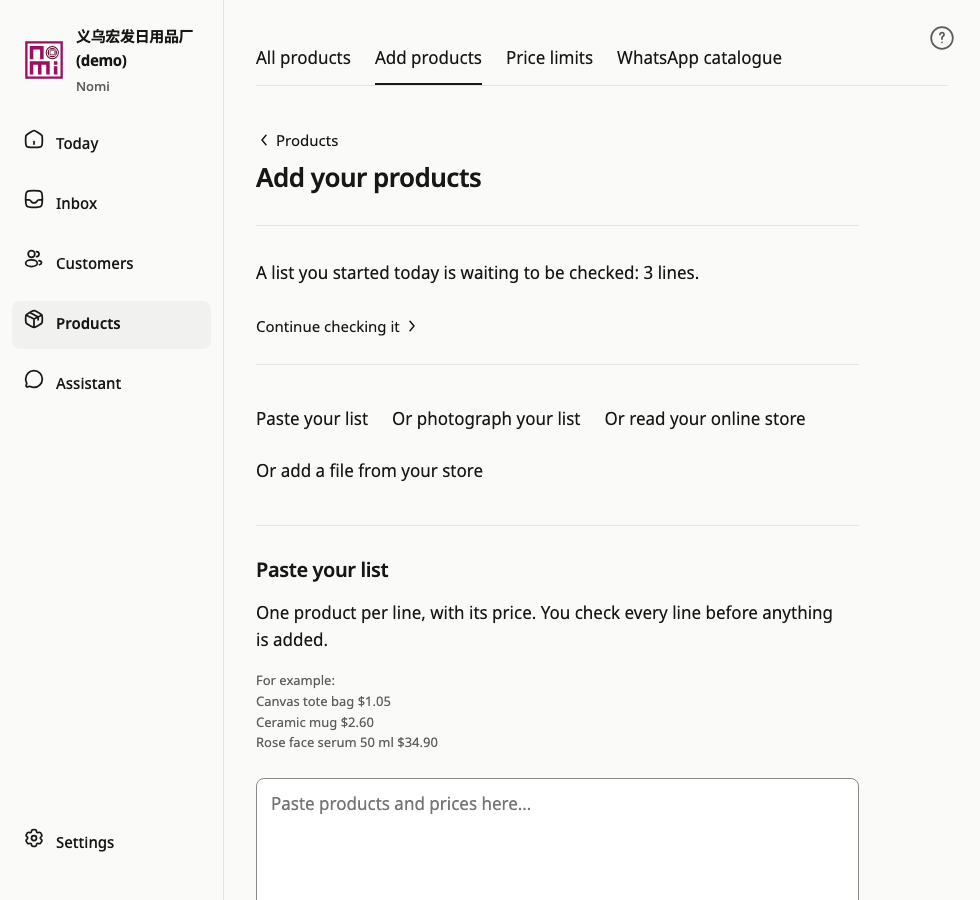 义乌宏发日用品厂
(demo)
Nomi
Today
Inbox
Customers
Products
Assistant
Settings
All products
Add products
Price limits
WhatsApp catalogue
?
Products
Add your products
A list you started today is waiting to be checked: 3 lines.
Continue checking it
Paste your list
Or photograph your list
Or read your online store
Or add a file from your store
Paste your list
One product per line, with its price. You check every line before anything
is added.
For example:
Canvas tote bag $1.05
Ceramic mug $2.60
Rose face serum 50 ml $34.90
Paste products and prices here…